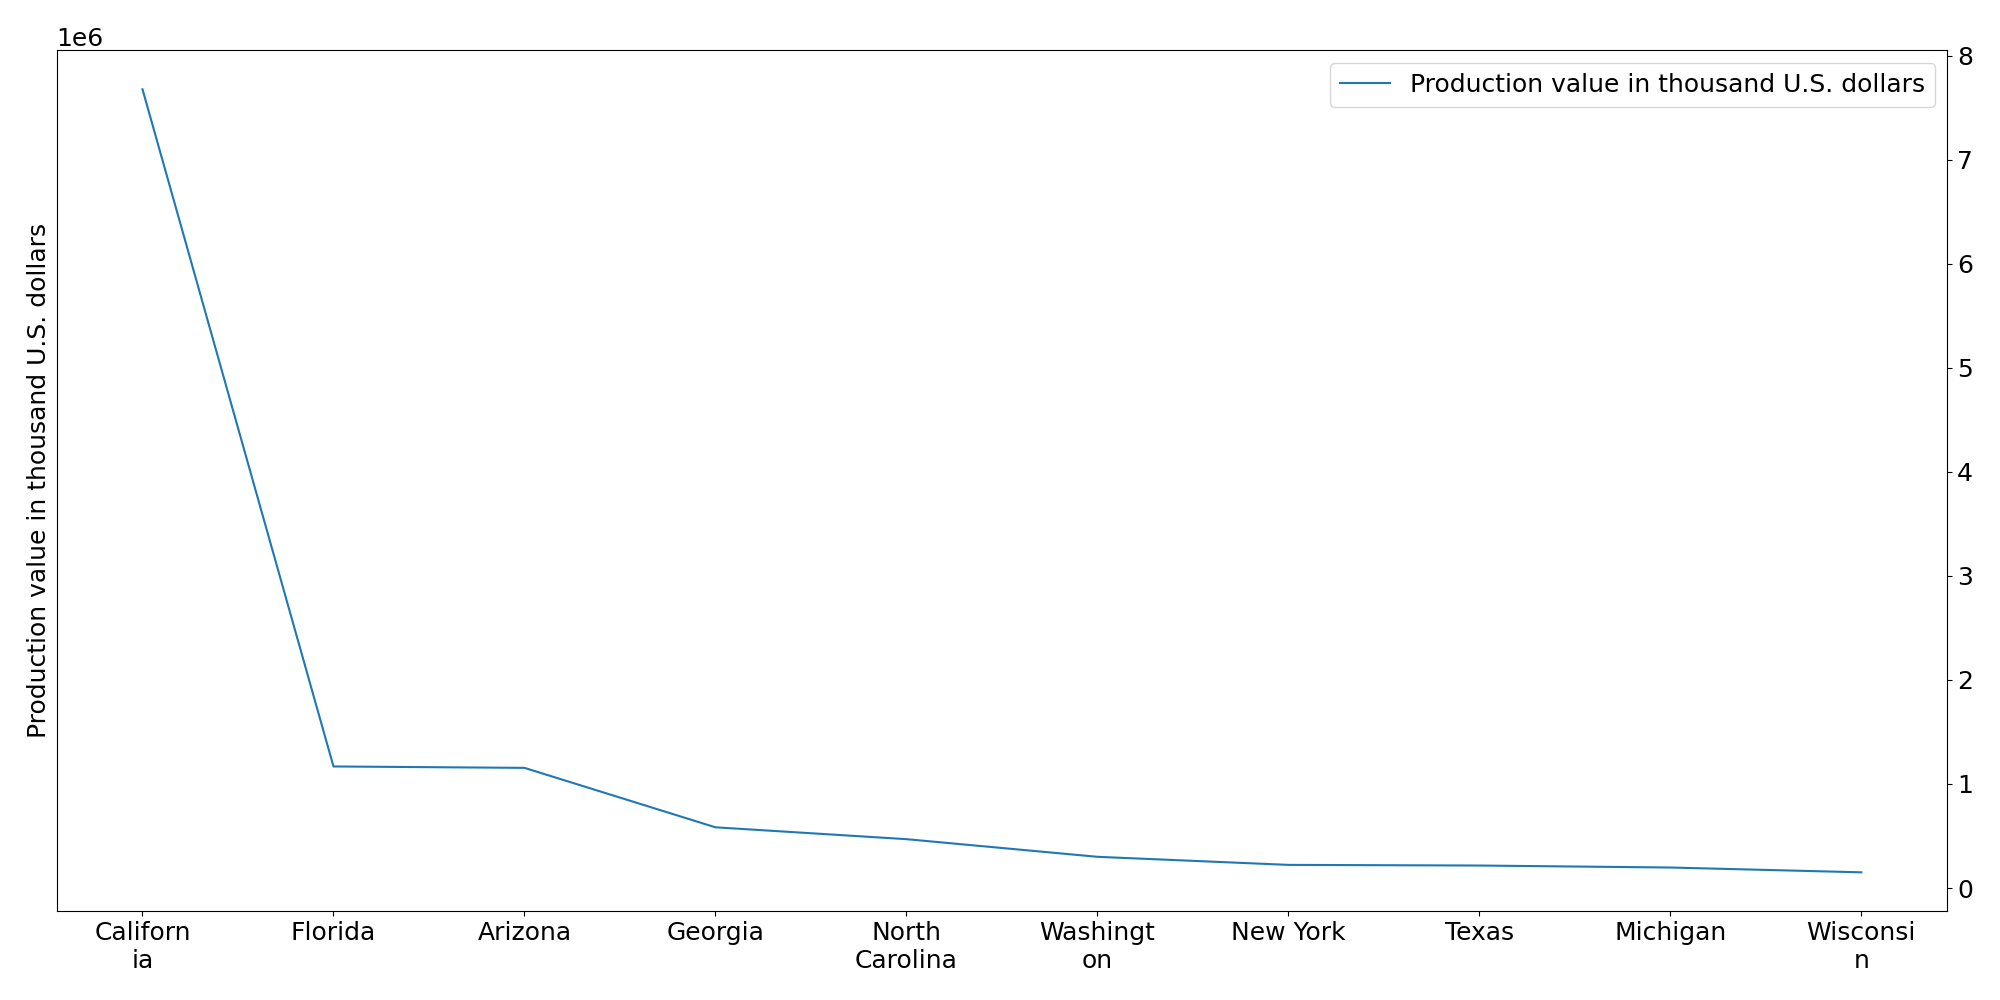 1e6
Production value in thousand U.S. dollars
8
7
6
5
4
3
2
1
0
Production value in thousand U.S. dollars
Californ
ia
Florida
Arizona
Georgia
North
Carolina
Washingt
on
New York
Texas
Michigan
Wisconsi
n